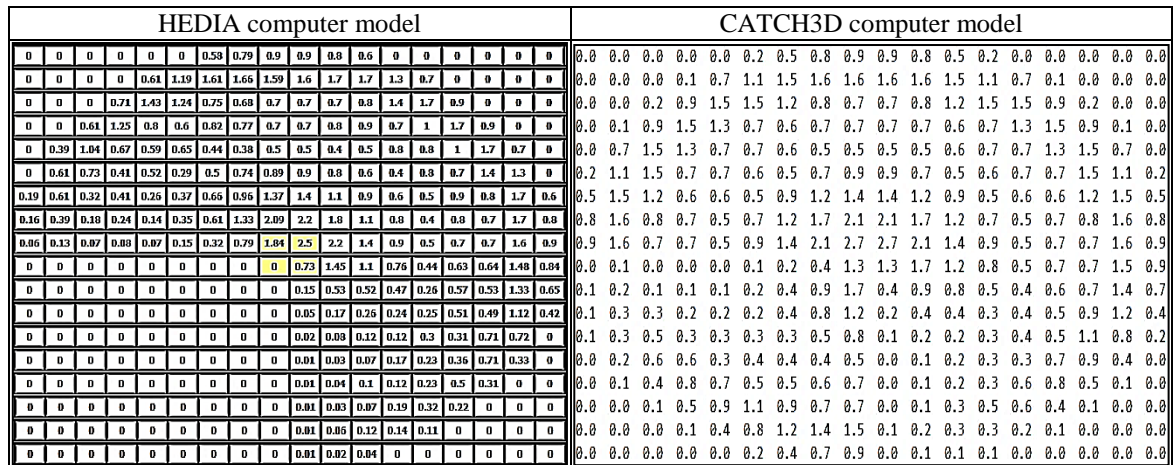 HEDIA computer model
0 0 0 0 0 0 0.58 0.79 0.9 0.9 0.8 0.6 0 0 0 0 0 0
0 0 0 0 0.61 1.19 1.61 1.66 1.59 1.6 1.7 1.7 1.3 0.7 0 0 0 0
0 0 0 0.71 1.43 1.24 0.75 0.68 0.7 0.7 0.7 0.8 1.4 1.7 0.9 0 0 0
0 0 0.61 1.25 0.8 0.6 0.82 0.77 0.7 0.7 0.8 0.9 0.7 1 1.7 0.9 0 0
0 0.39 1.04 0.67 0.59 0.65 0.44 0.38 0.5 0.5 0.4 0.5 0.8 0.8 1 1.7 0.7 0
0 0.61 0.73 0.41 0.52 0.29 0.5 0.74 0.89 0.9 0.8 0.6 0.4 0.8 0.7 1.4 1.3 0
0.19 0.61 0.32 0.41 0.26 0.37 0.66 0.96 1.37 1.4 1.1 0.9 0.6 0.5 0.9 0.8 1.7 0.6
0.16 0.39 0.18 0.24 0.14 0.35 0.61 1.33 2.09 2.2 1.8 1.1 0.8 0.4 0.8 0.7 1.7 0.8
0.06 0.13 0.07 0.08 0.07 0.15 0.32 0.79 1.84 2.5 2.2 1.4 0.9 0.5 0.7 0.7 1.6 0.9
0 0 0 0 0 0 0 0 0 0.73 1.45 1.1 0.76 0.44 0.63 0.64 1.48 0.84
0 0 0 0 0 0 0 0 0 0.15 0.53 0.52 0.47 0.26 0.57 0.53 1.33 0.65
0 0 0 0 0 0 0 0 0 0.05 0.17 0.26 0.24 0.25 0.51 0.49 1.12 0.42
0 0 0 0 0 0 0 0 0 0.02 0.08 0.12 0.12 0.3 0.31 0.71 0.72 0
0 0 0 0 0 0 0 0 0 0.01 0.03 0.07 0.17 0.23 0.36 0.71 0.33 0
0 0 0 0 0 0 0 0 0 0.01 0.04 0.1 0.12 0.23 0.5 0.31 0 0
0 0 0 0 0 0 0 0 0 0.01 0.03 0.07 0.19 0.32 0.22 0 0 0
0 0 0 0 0 0 0 0 0 0.01 0.06 0.12 0.14 0.11 0 0 0 0
0 0 0 0 0 0 0 0 0 0.01 0.02 0.04 0 0 0 0 0 0
CATCH3D computer model
0.0 0.0 0.0 0.0 0.0 0.2 0.5 0.8 0.9 0.9 0.8 0.5 0.2 0.0 0.0 0.0 0.0 0.0
0.0 0.0 0.0 0.1 0.7 1.1 1.5 1.6 1.6 1.6 1.6 1.5 1.1 0.7 0.1 0.0 0.0 0.0
0.0 0.0 0.2 0.9 1.5 1.5 1.2 0.8 0.7 0.7 0.8 1.2 1.5 1.5 0.9 0.2 0.0 0.0
0.0 0.1 0.9 1.5 1.3 0.7 0.6 0.7 0.7 0.7 0.7 0.6 0.7 1.3 1.5 0.9 0.1 0.0
0.0 0.7 1.5 1.3 0.7 0.7 0.6 0.5 0.5 0.5 0.5 0.6 0.7 0.7 1.3 1.5 0.7 0.0
0.2 1.1 1.5 0.7 0.7 0.6 0.5 0.7 0.9 0.9 0.7 0.5 0.6 0.7 0.7 1.5 1.1 0.2
0.5 1.5 1.2 0.6 0.6 0.5 0.9 1.2 1.4 1.4 1.2 0.9 0.5 0.6 0.6 1.2 1.5 0.5
0.8 1.6 0.8 0.7 0.5 0.7 1.2 1.7 2.1 2.1 1.7 1.2 0.7 0.5 0.7 0.8 1.6 0.8
0.9 1.6 0.7 0.7 0.5 0.9 1.4 2.1 2.7 2.7 2.1 1.4 0.9 0.5 0.7 0.7 1.6 0.9
0.0 0.1 0.0 0.0 0.0 0.1 0.2 0.4 1.3 1.3 1.7 1.2 0.8 0.5 0.7 0.7 1.5 0.9
0.1 0.2 0.1 0.1 0.1 0.2 0.4 0.9 1.7 0.4 0.9 0.8 0.5 0.4 0.6 0.7 1.4 0.7
0.1 0.3 0.3 0.2 0.2 0.2 0.4 0.8 1.2 0.2 0.4 0.4 0.3 0.4 0.5 0.9 1.2 0.4
0.1 0.3 0.5 0.3 0.3 0.3 0.3 0.5 0.8 0.1 0.2 0.2 0.3 0.4 0.5 1.1 0.8 0.2
0.0 0.2 0.6 0.6 0.3 0.4 0.4 0.4 0.5 0.0 0.1 0.2 0.3 0.3 0.7 0.9 0.4 0.0
0.0 0.1 0.4 0.8 0.7 0.5 0.5 0.6 0.7 0.0 0.1 0.2 0.3 0.6 0.8 0.5 0.1 0.0
0.0 0.0 0.1 0.5 0.9 1.1 0.9 0.7 0.7 0.0 0.1 0.3 0.5 0.6 0.4 0.1 0.0 0.0
0.0 0.0 0.0 0.1 0.4 0.8 1.2 1.4 1.5 0.1 0.2 0.3 0.3 0.2 0.1 0.0 0.0 0.0
0.0 0.0 0.0 0.0 0.0 0.2 0.4 0.7 0.9 0.0 0.1 0.1 0.1 0.0 0.0 0.0 0.0 0.0